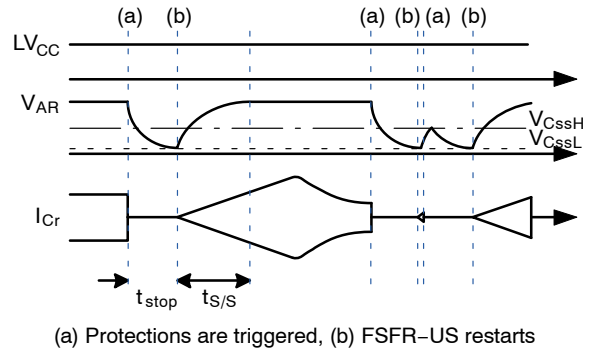 (a) (b) (a) (b) (a) (b)
LVCC
VAR
VCssH
VCssL
ICr
tstop tS/S
(a) Protections are triggered, (b) FSFR−US restarts